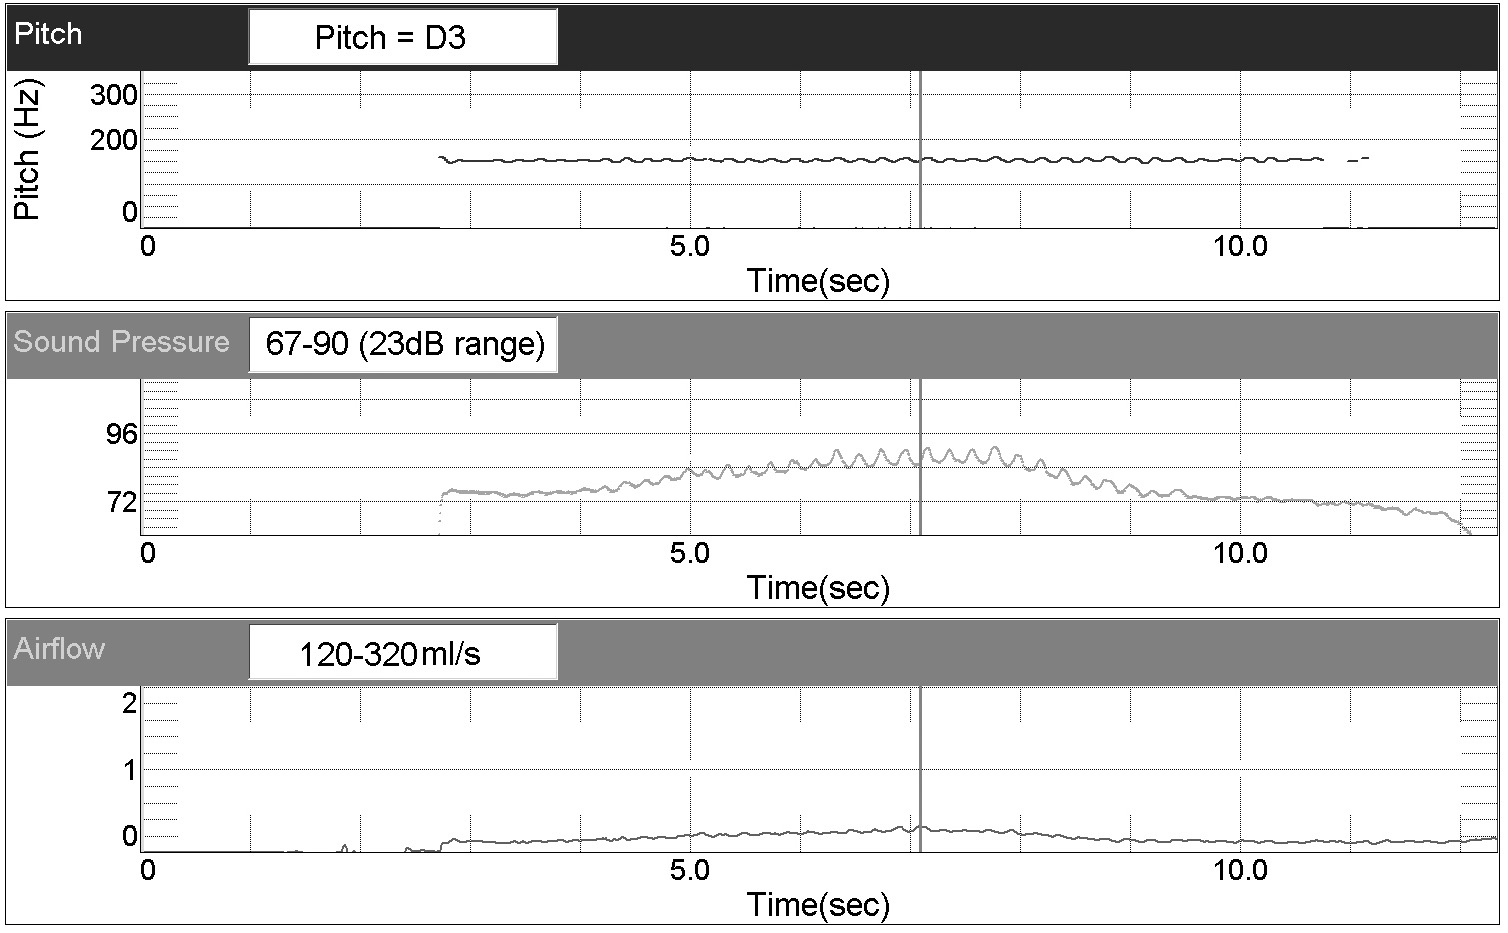 Pitch
Pitch = D3
Pitch (Hz)
300
200
0
0 5.0 10.0
Time(sec)
Sound Pressure
67-90 (23dB range)
96
72
0 5.0 10.0
Time(sec)
Airflow
120-320ml/s
2
1
0
0 5.0 10.0
Time(sec)